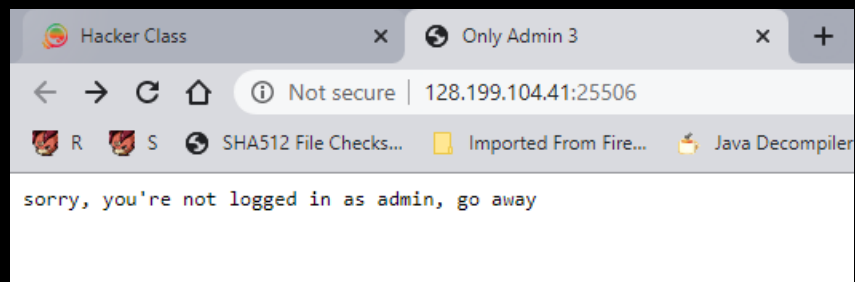 Hacker Class
Only Admin 3
Not secure | 128.199.104.41:25506
R S SHA512 File Checks... Imported From Fire... Java Decompiler
sorry, you're not logged in as admin, go away